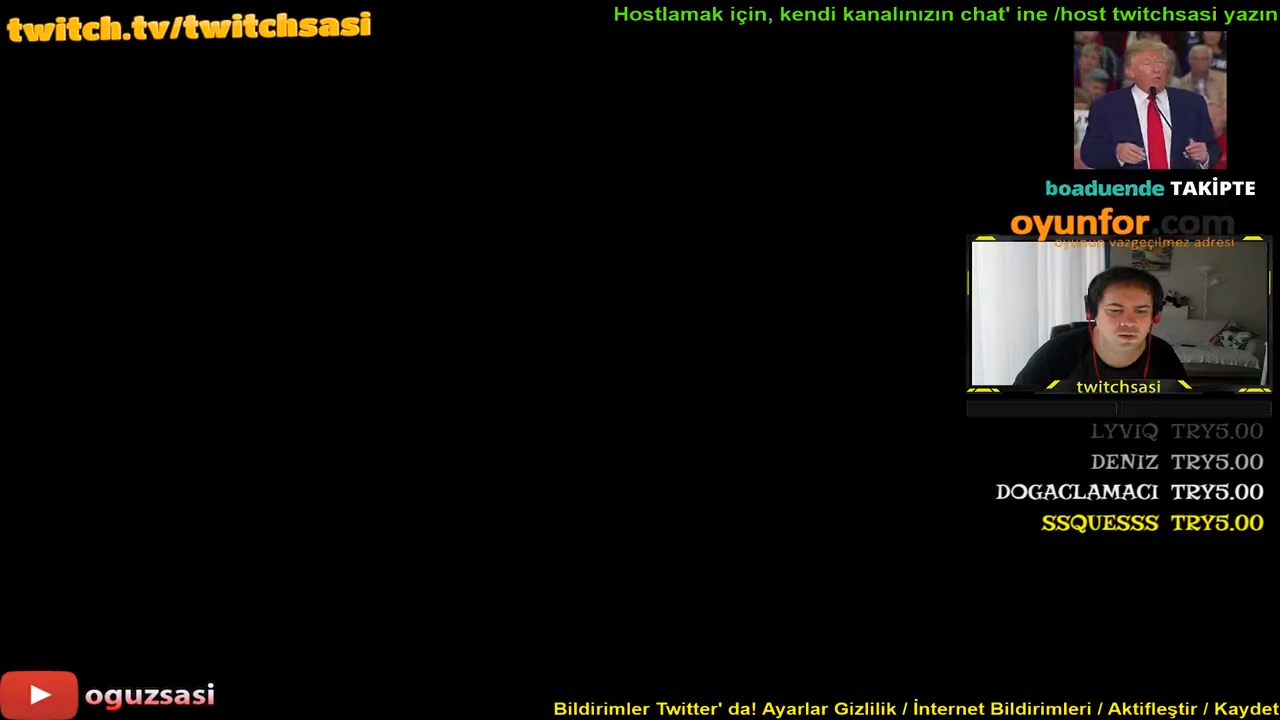 twitch.tv/twitchsasi
Hostlamak için, kendi kanalınızın chat' ine /host twitchsasi yazın
boaduende TAKİPTE
oyunfor.com
oyunun vazgeçilmez adresi
twitchsasi
LYVIQ TRY5.00
DENIZ TRY5.00
DOGACLAMACI TRY5.00
SSQUESSS TRY5.00
oguzsasi
Bildirimler Twitter' da! Ayarlar Gizlilik / İnternet Bildirimleri / Aktifleştir / Kaydet